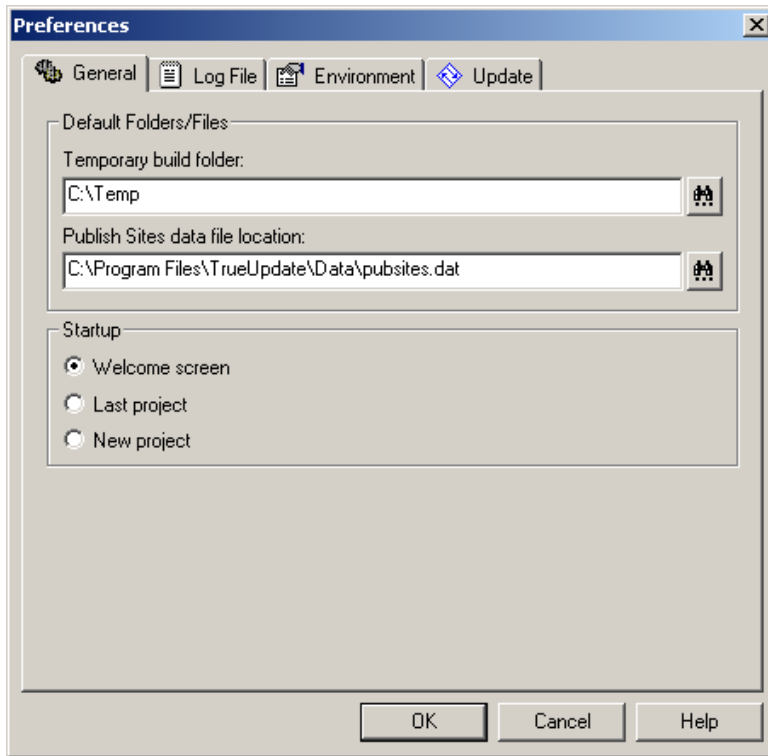 Preferences
General Log File Environment Update
Default Folders/Files
Temporary build folder:
C:\Temp
Publish Sites data file location:
C:\Program Files\TrueUpdate\Data\pubsites.dat
Startup
Welcome screen
Last project
New project
OK Cancel Help